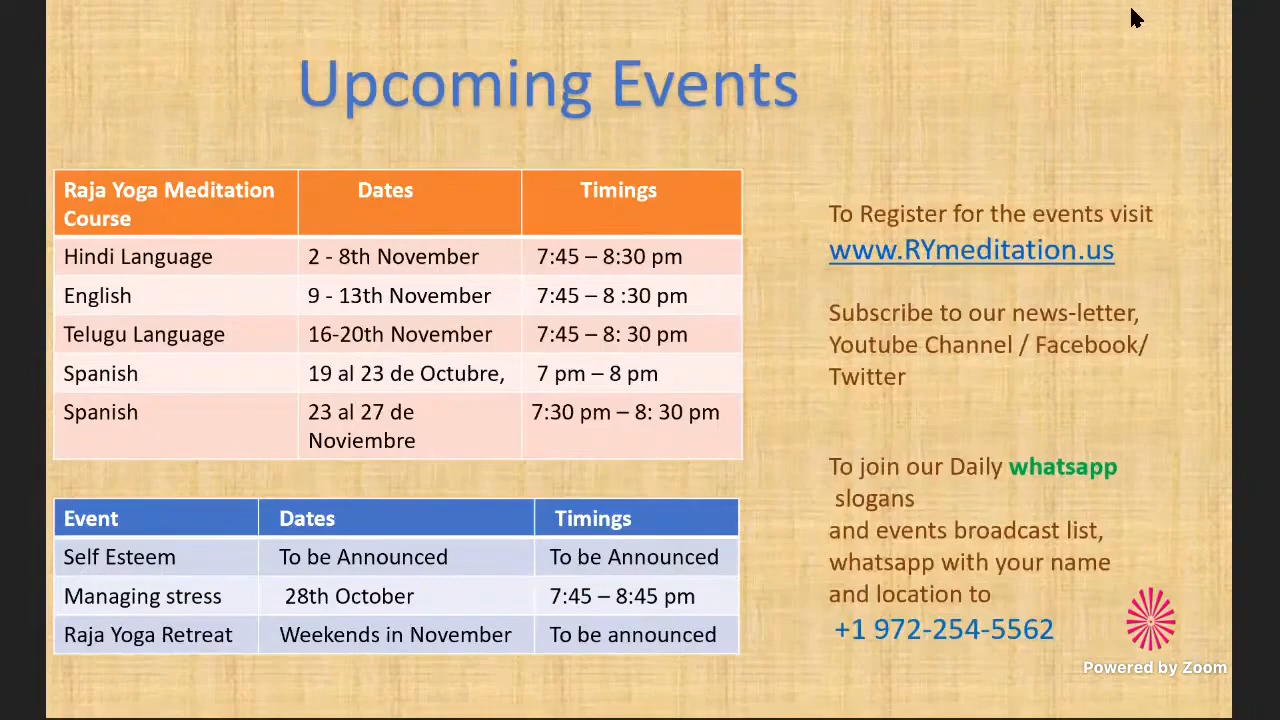 Upcoming Events
Raja Yoga Meditation Course Dates Timings
Hindi Language 2 - 8th November 7:45 – 8:30 pm
English 9 - 13th November 7:45 – 8 :30 pm
Telugu Language 16-20th November 7:45 – 8: 30 pm
Spanish 19 al 23 de Octubre, 7 pm – 8 pm
Spanish 23 al 27 de Noviembre 7:30 pm – 8: 30 pm
Event Dates Timings
Self Esteem To be Announced To be Announced
Managing stress 28th October 7:45 – 8:45 pm
Raja Yoga Retreat Weekends in November To be announced
To Register for the events visit
www.RYmeditation.us
Subscribe to our news-letter,
Youtube Channel / Facebook/
Twitter
To join our Daily whatsapp
slogans
and events broadcast list,
whatsapp with your name
and location to
+1 972-254-5562
Powered by Zoom